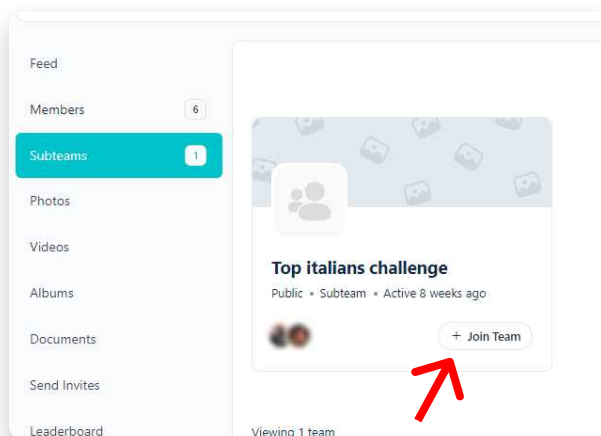 Feed
Members 6
Subteams 1
Photos
Videos
Albums
Documents
Send Invites
Leaderboard
Top italians challenge
Public • Subteam • Active 8 weeks ago
+ Join Team
Viewing 1 team